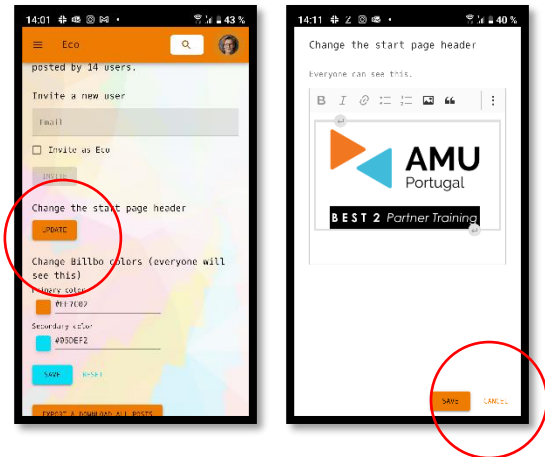 14:01
43 %
Eco
posted by 14 users.
Invite a new user
Email
Invite as Eco
INVITE
Change the start page header
UPDATE
Change Billbo colors (everyone will
see this)
Primary color
#EF7C02
Secondary color
#05DEF2
SAVE RESET
EXPORT & DOWNLOAD ALL POSTS
14:11
40 %
Change the start page header
Everyone can see this.
B I
AMU
Portugal
BEST 2 Partner Training
SAVE CANCEL